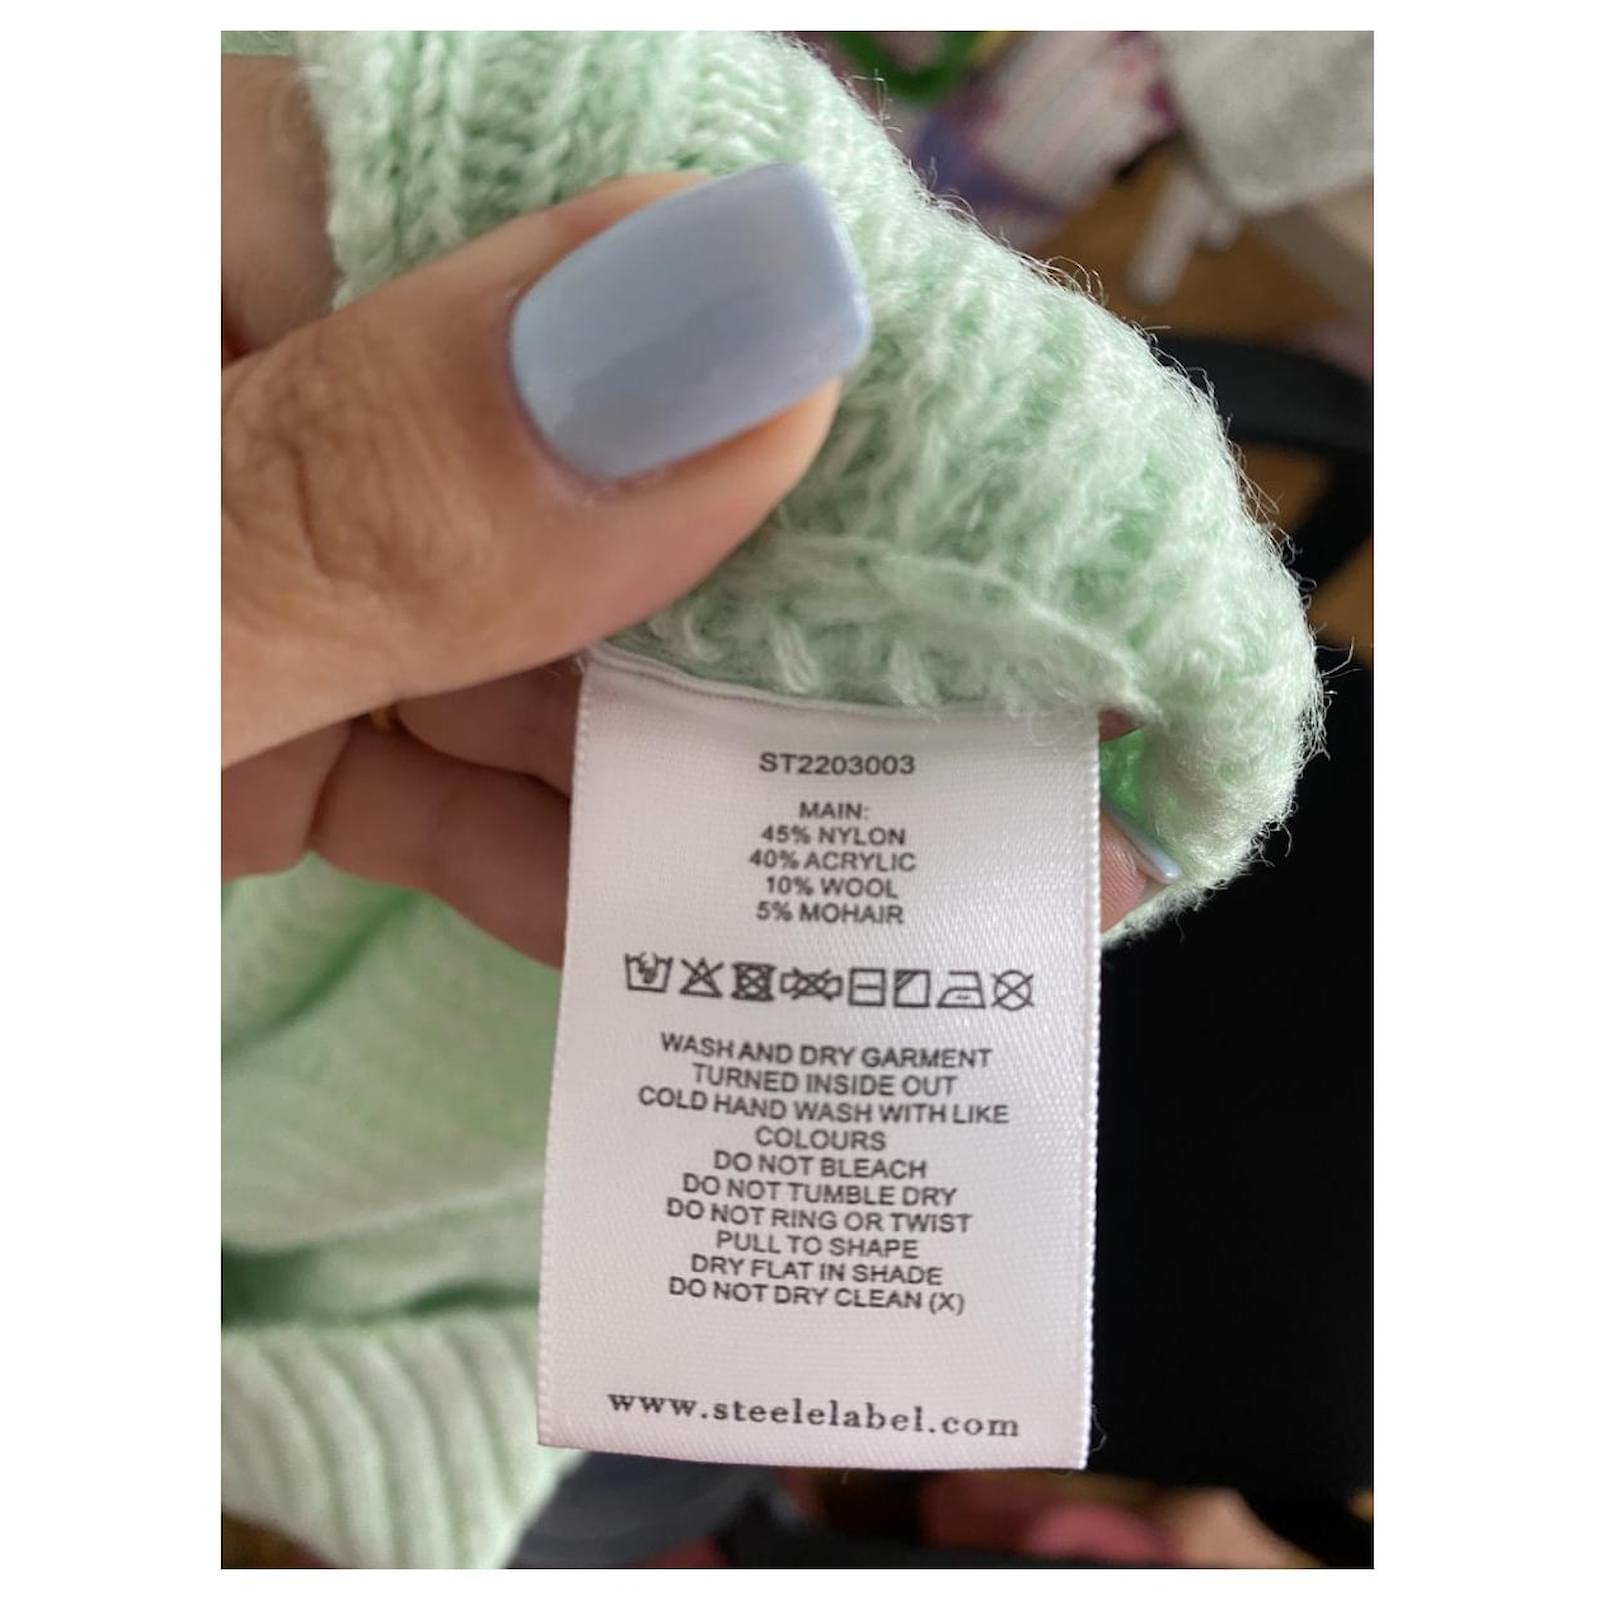 ST2203003
MAIN:
45% NYLON
40% ACRYLIC
10% WOOL
5% MOHAIR
WASH AND DRY GARMENT
TURNED INSIDE OUT
COLD HAND WASH WITH LIKE
COLOURS
DO NOT BLEACH
DO NOT TUMBLE DRY
DO NOT RING OR TWIST
PULL TO SHAPE
DRY FLAT IN SHADE
DO NOT DRY CLEAN (X)
www.steelelabel.com